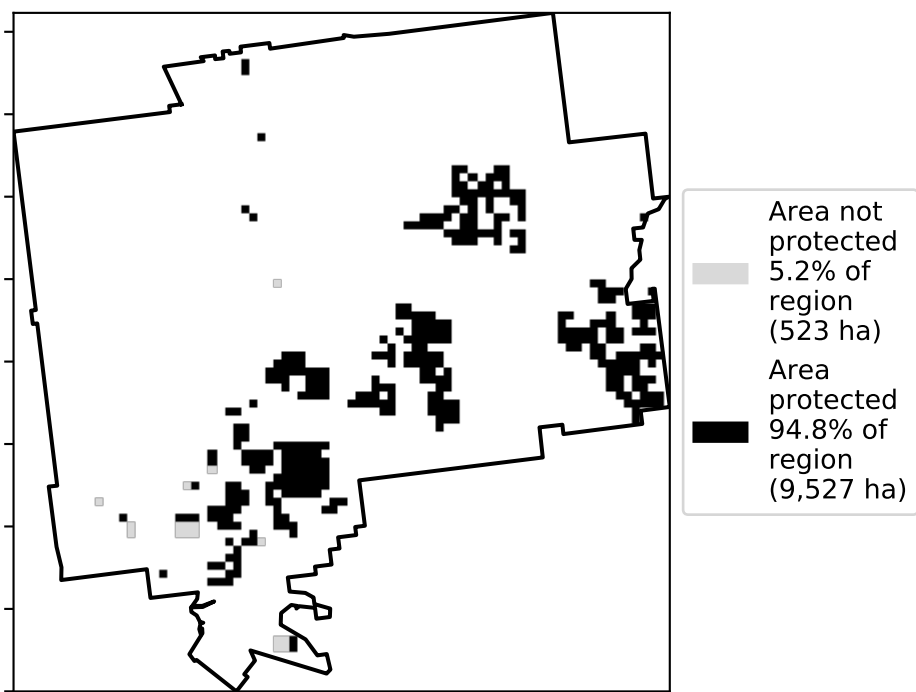 Area not
protected
5.2% of
region
(523 ha)
Area
protected
94.8% of
region
(9,527 ha)